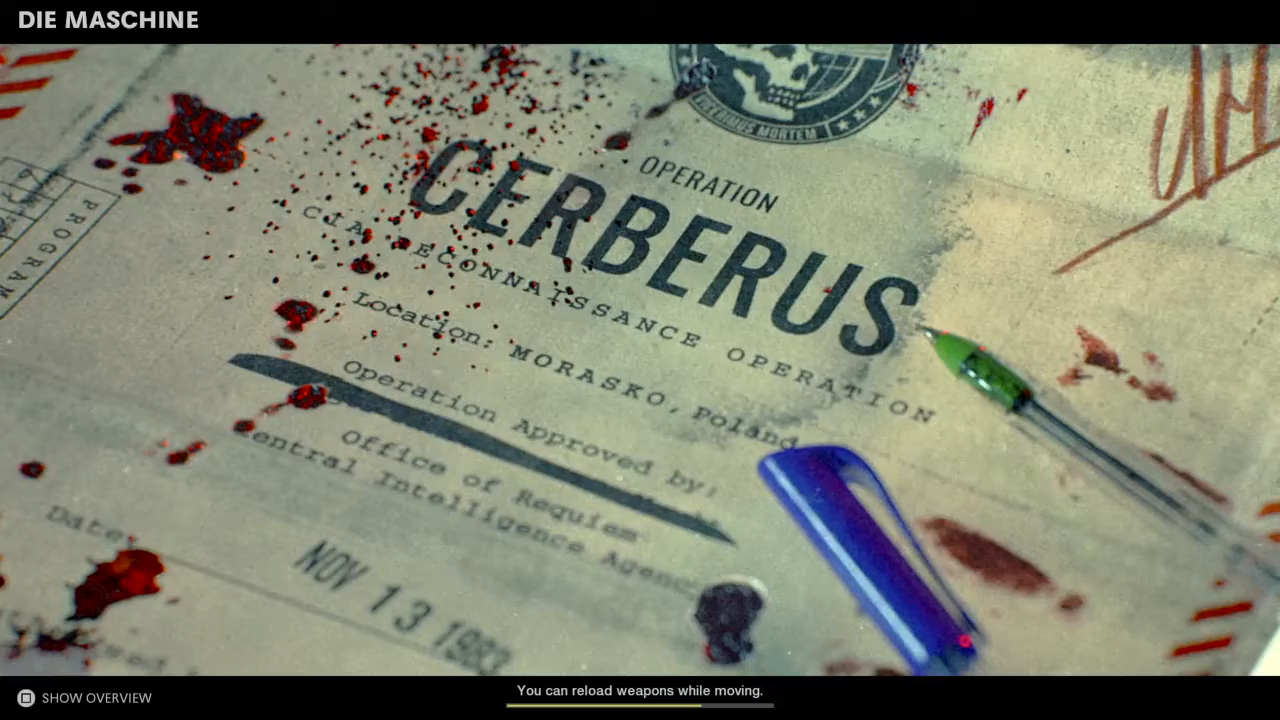 DIE MASCHINE
MORTEM
OPERATION
CERBERUS
CIA RECONNAISSANCE OPERATION
Location: MORASKO, Poland
Operation Approved by:
Office of Requiem
Central Intelligence Agency
Date:
NOV 13 1983
PROGRAM
SHOW OVERVIEW
You can reload weapons while moving.